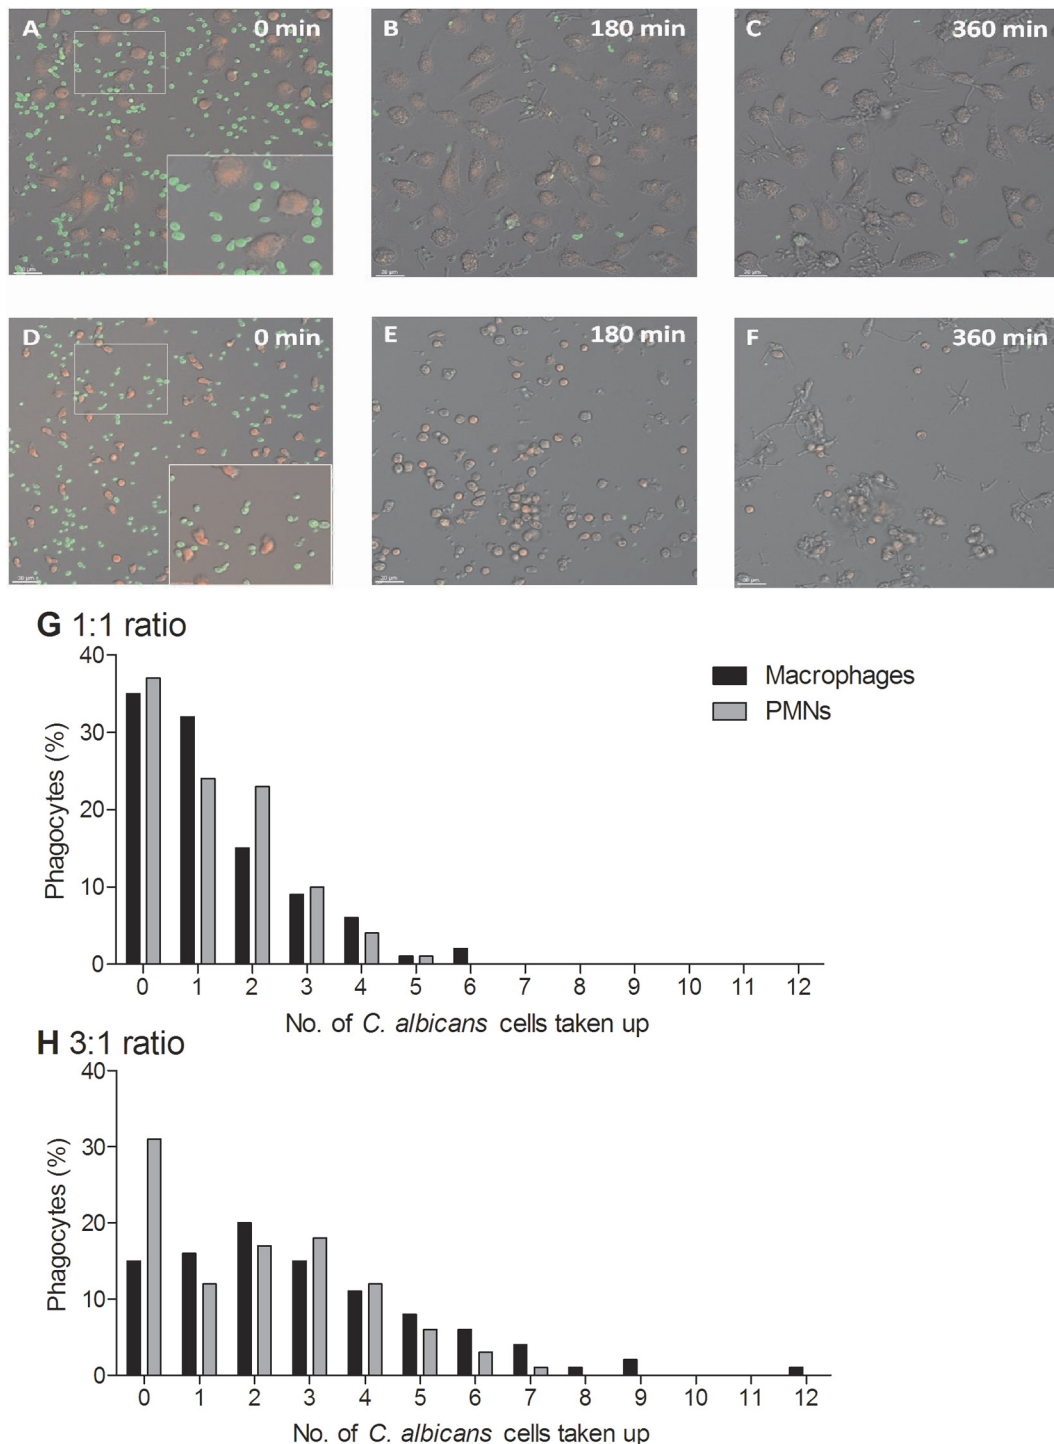 A 0 min
B 180 min
C 360 min
D 0 min
E 180 min
F 360 min
G 1:1 ratio
40
30
20
10
0
Phagocytes (%)
Macrophages
PMNs
0 1 2 3 4 5 6 7 8 9 10 11 12
No. of C. albicans cells taken up
H 3:1 ratio
40
30
20
10
0
Phagocytes (%)
0 1 2 3 4 5 6 7 8 9 10 11 12
No. of C. albicans cells taken up